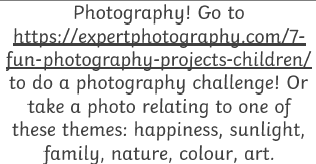 Photography! Go to
https://expertphotography.com/7-
fun-photography-projects-children/
to do a photography challenge! Or
take a photo relating to one of
these themes: happiness, sunlight,
family, nature, colour, art.